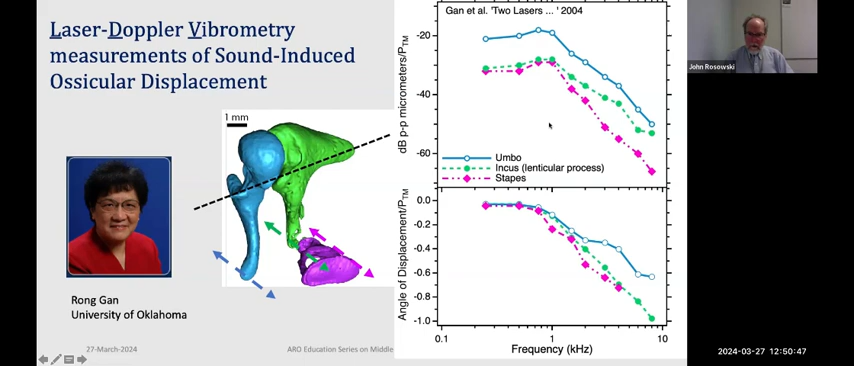 Laser-Doppler Vibrometry
measurements of Sound-Induced
Ossicular Displacement
1 mm
Rong Gan
University of Oklahoma
27-March-2024
ARO Education Series on Middle
Gan et al. 'Two Lasers ... ' 2004
dB p-p micrometers/PTM
-20
-40
-60
Umbo
Incus (lenticular process)
Stapes
Angle of Displacement/PTM
0.0
-0.2
-0.4
-0.6
-0.8
-1.0
0.1
1
10
Frequency (kHz)
John Rosowski
2024-03-27 12:50:47